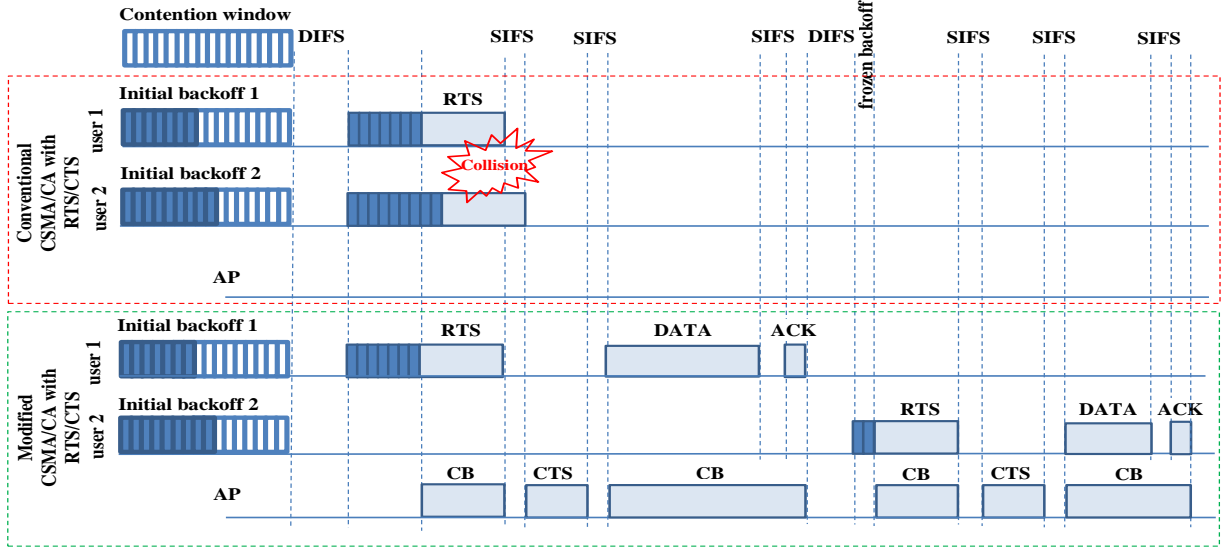 Contention window
DIFS
SIFS
SIFS
SIFS
DIFS
frozen backoff
SIFS
SIFS
SIFS
Conventional
CSMA/CA with
RTS/CTS
Initial backoff 1
user 1
RTS
Collision
Initial backoff 2
user 2
AP
Modified
CSMA/CA with
RTS/CTS
Initial backoff 1
user 1
RTS
DATA
ACK
Initial backoff 2
user 2
RTS
DATA
ACK
AP
CB
CTS
CB
CB
CTS
CB